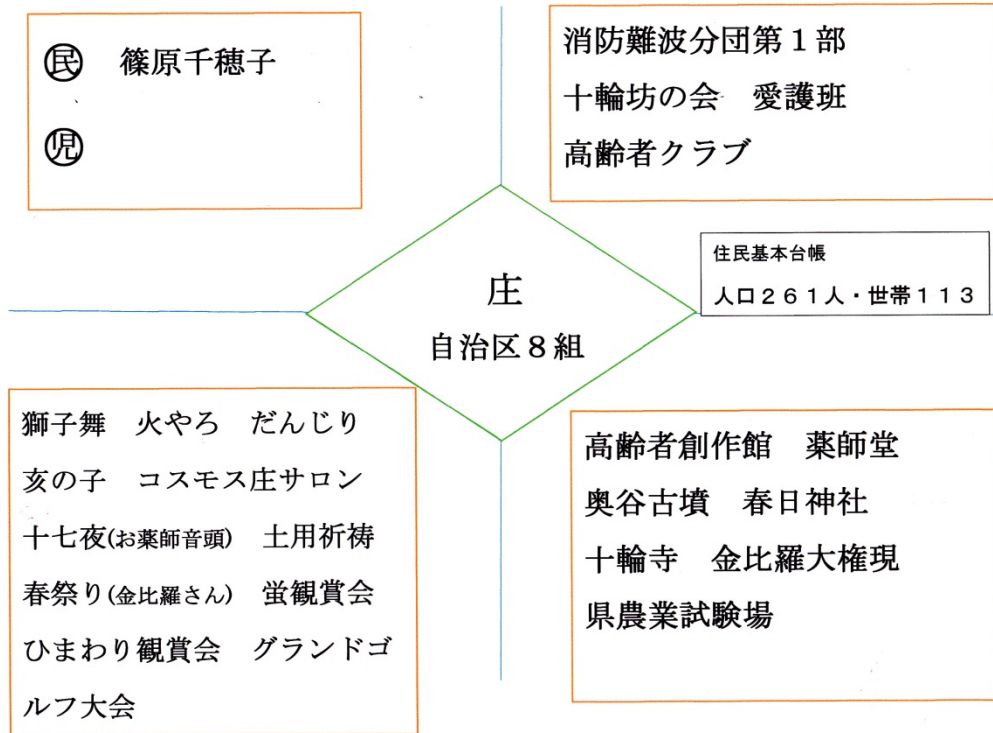 ㊩ 篠原千穂子
㊝
消防難波分団第１部
十輪坊の会　愛護班
高齢者クラブ
住民基本台帳
人口２６１人・世帯１１３
庄
自治区８組
獅子舞　火やろ　だんじり
亥の子　コスモス庄サロン
十七夜(お薬師音頭)　土用祈祷
春祭り(金比羅さん)　蛍観賞会
ひまわり観賞会　グランドゴ
ルフ大会
高齢者創作館　薬師堂
奥谷古墳　春日神社
十輪寺　金比羅大権現
県農業試験場